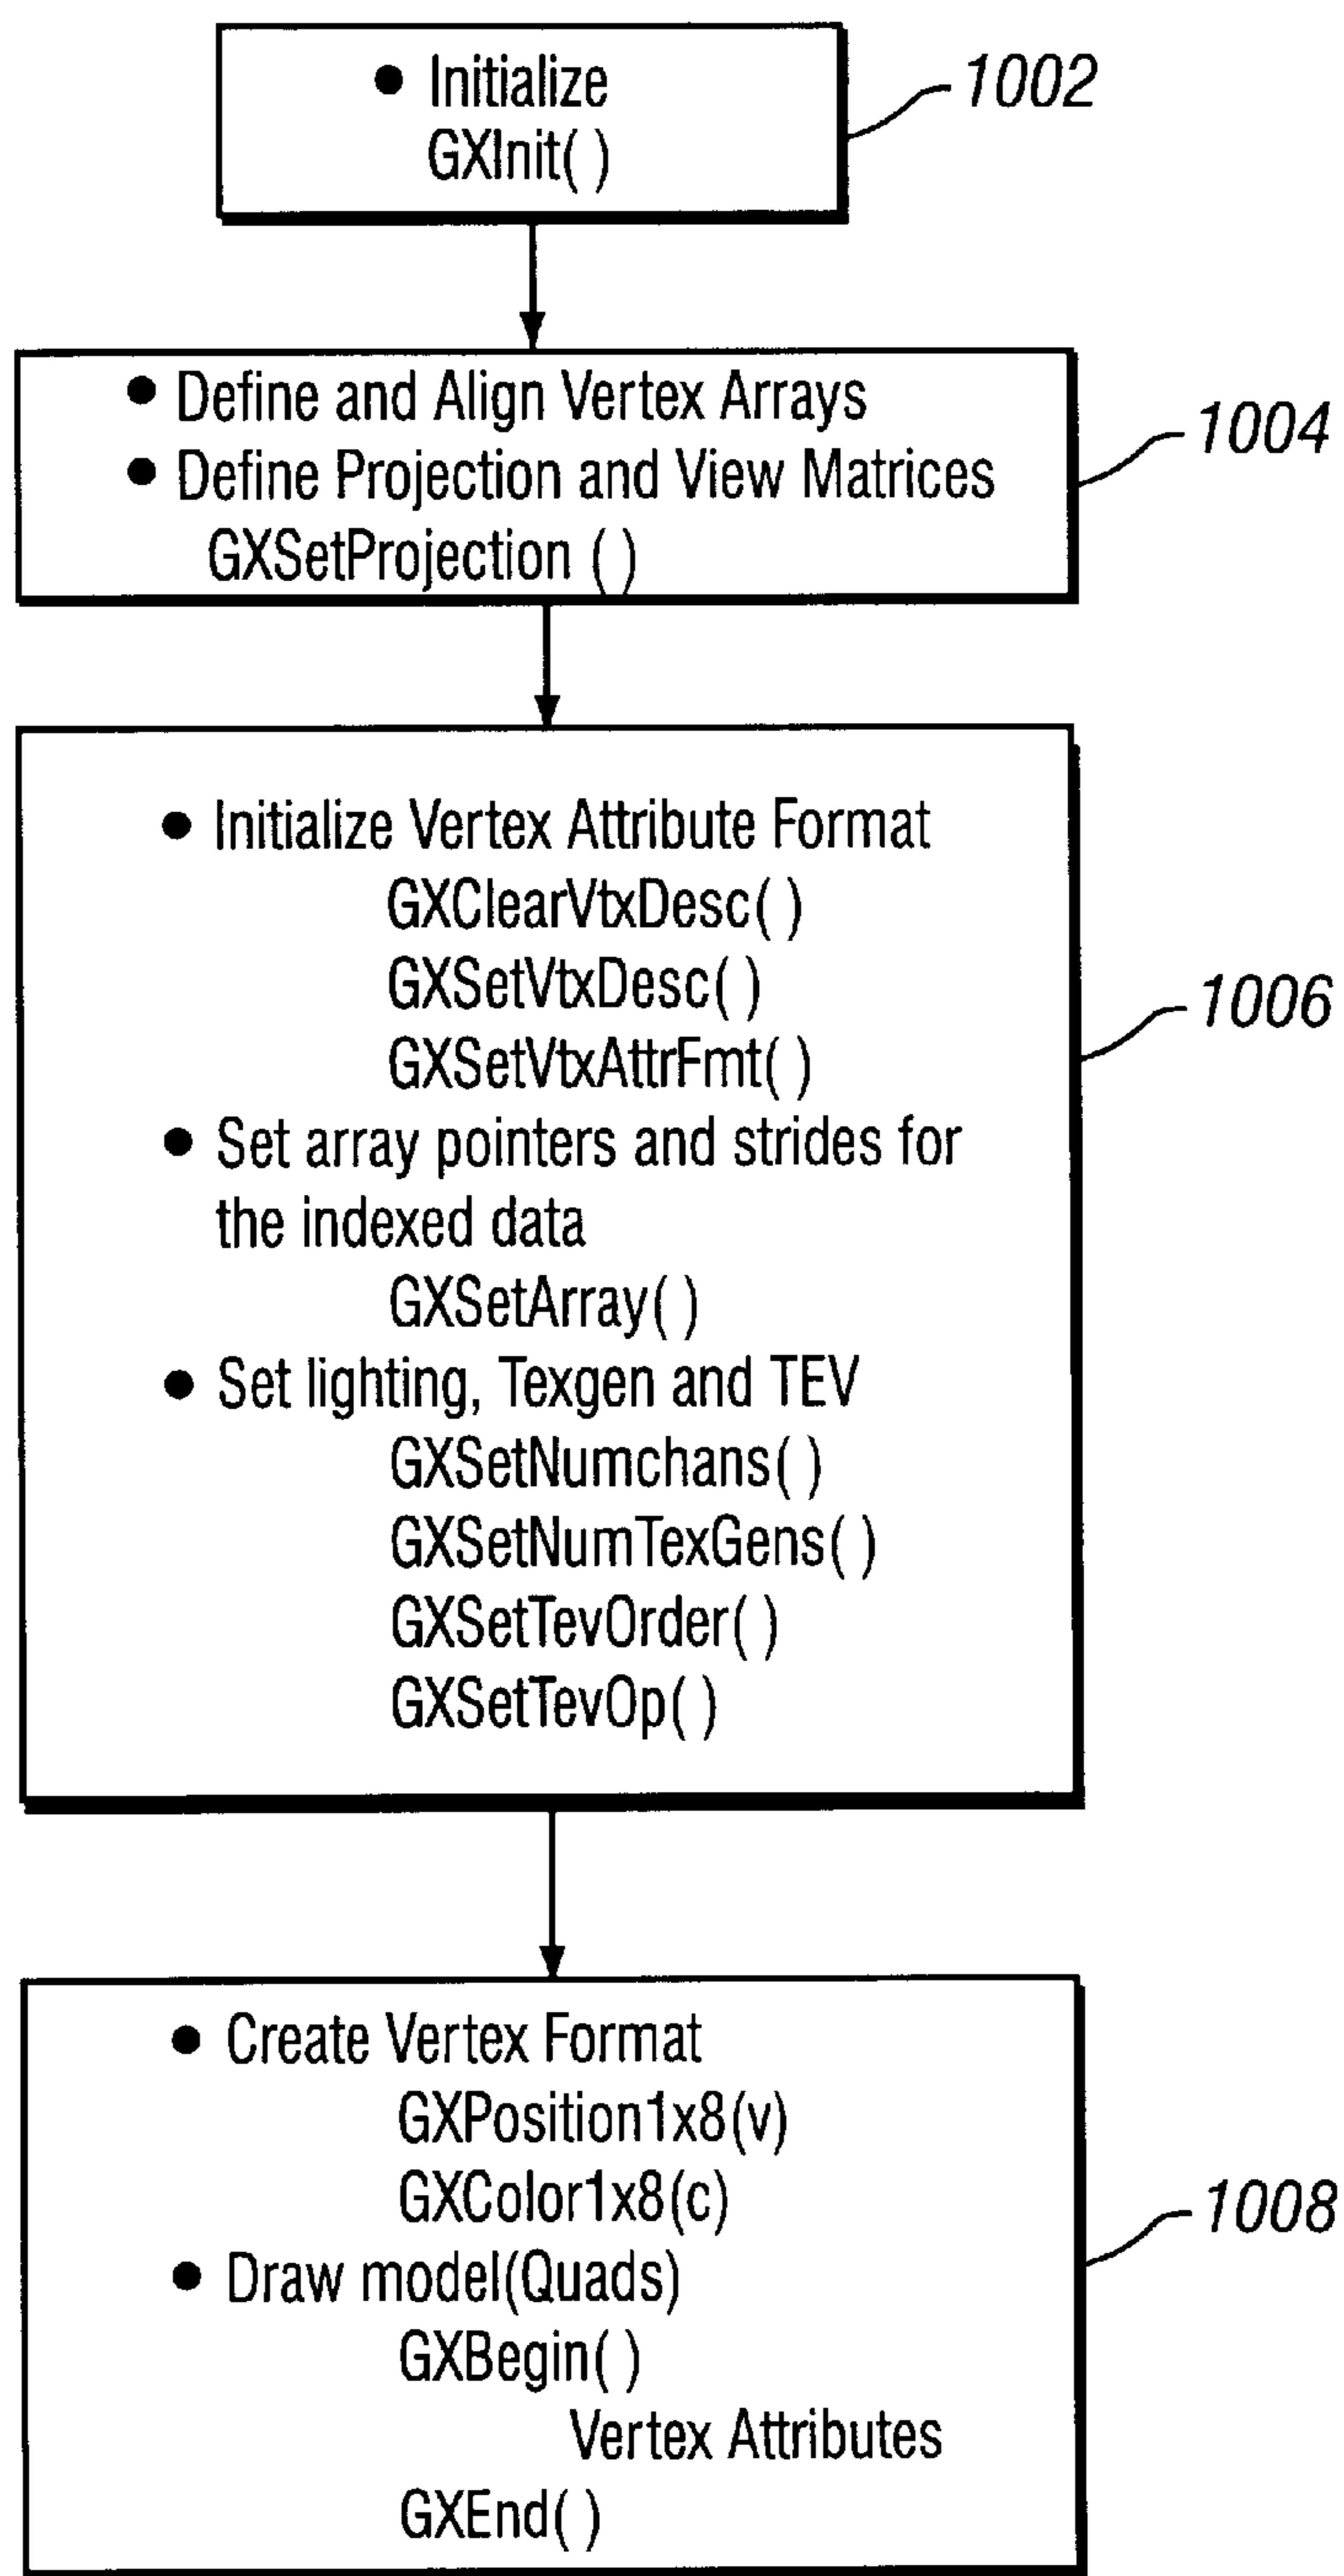 • Initialize
GXInit( )
1002
• Define and Align Vertex Arrays
• Define Projection and View Matrices
GXSetProjection ( )
1004
• Initialize Vertex Attribute Format
GXClearVtxDesc( )
GXSetVtxDesc( )
GXSetVtxAttrFmt( )
• Set array pointers and strides for
the indexed data
GXSetArray( )
• Set lighting, Texgen and TEV
GXSetNumchans( )
GXSetNumTexGens( )
GXSetTevOrder( )
GXSetTevOp( )
1006
• Create Vertex Format
GXPosition1x8(v)
GXColor1x8(c)
• Draw model(Quads)
GXBegin( )
Vertex Attributes
GXEnd( )
1008